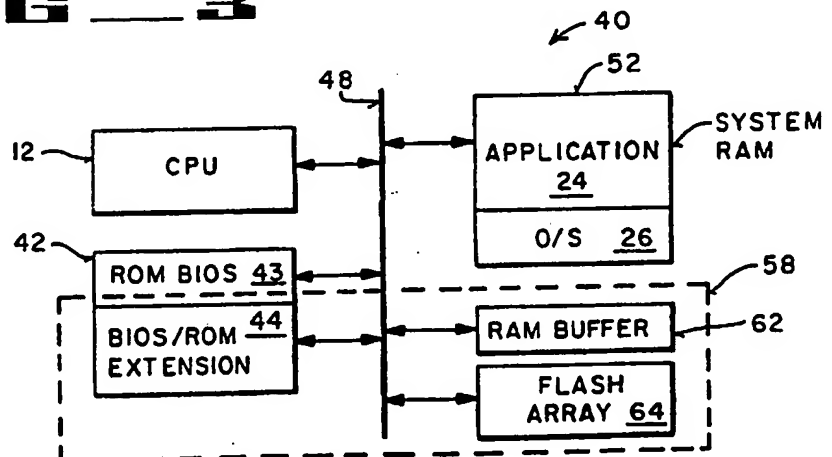 G 3
40
52
48
SYSTEM
RAM
12
CPU
APPLICATION
24
O/S 26
42
ROM BIOS 43
58
44
BIOS/ROM
EXTENSION
RAM BUFFER
62
FLASH
ARRAY 64